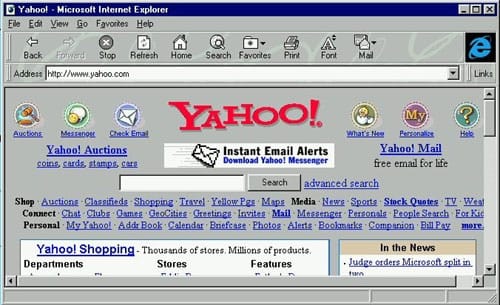 Yahoo! - Microsoft Internet Explorer
File Edit View Go Favorites Help
Back Forward Stop Refresh Home Search Favorites Print Font Mail
Address http://www.yahoo.com Links
Auctions Messenger Check Email YAHOO! What's New Personalize Help
My
Yahoo! Auctions
coins, cards, stamps, cars
Instant Email Alerts
Download Yahoo! Messenger
Yahoo! Mail
free email for life
Search advanced search
Shop · Auctions · Classifieds · Shopping · Travel · Yellow Pgs · Maps Media · News · Sports · Stock Quotes · TV ·
Connect · Chat · Clubs · Games · GeoCities · Greetings · Invites · Mail · Messenger · Personals · People Search · For
Personal · My Yahoo! · Addr Book · Calendar · Briefcase · Photos · Alerts · Bookmarks · Companion · Bill Pay more...
Yahoo! Shopping - Thousands of stores. Millions of products.
Departments Stores Features
In the News
· Judge orders Microsoft split in
two